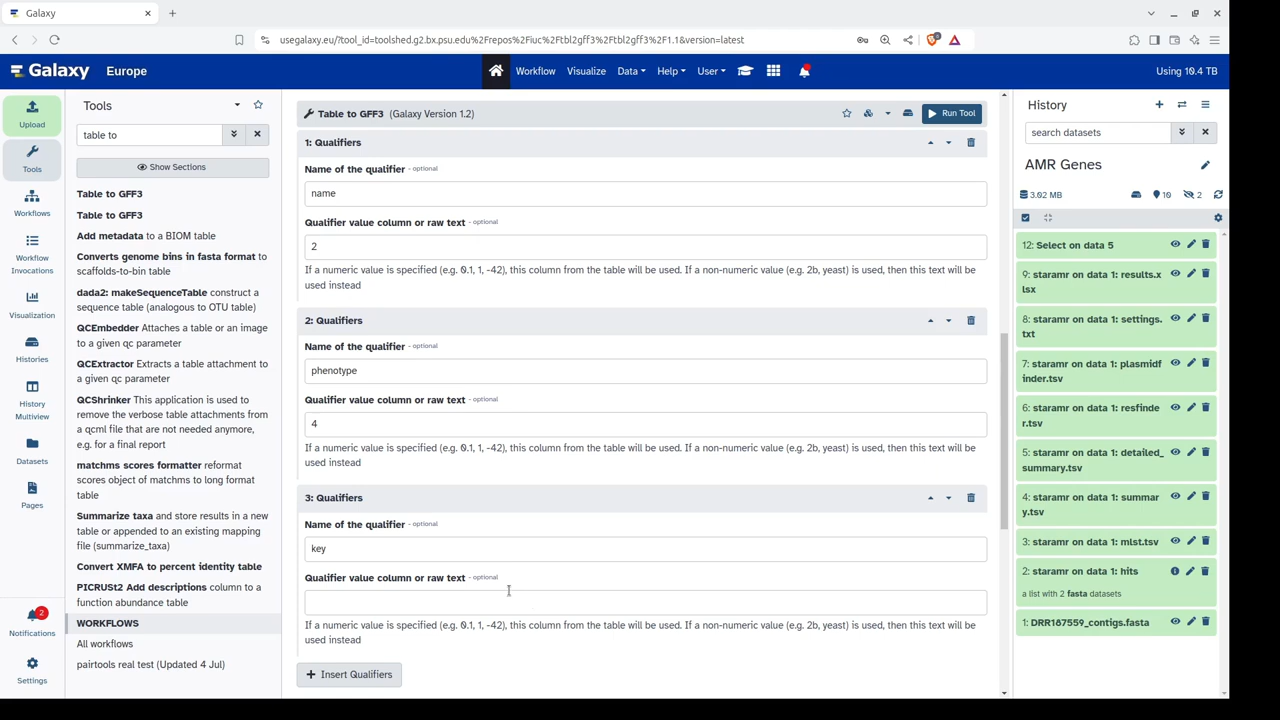 Galaxy
usegalaxy.eu/?tool_id=toolshed.g2.bx.psu.edu%2Frepos%2Fiuc%2Ftbl2gff3%2Ftbl2gff3%2F1.1&version=latest
Galaxy
Europe
Workflow
Visualize
Data
Help
User
Using 10.4 TB
Upload
Tools
Workflows
Workflow
Invocations
Visualization
Histories
History
Multiview
Datasets
Pages
2
Notifications
Settings
Tools
table to
Show Sections
Table to GFF3
Table to GFF3
Add metadata to a BIOM table
Converts genome bins in fasta format to
scaffolds-to-bin table
dada2: makeSequenceTable construct a
sequence table (analogous to OTU table)
QCEmbedder Attaches a table or an image
to a given qc parameter
QCExtractor Extracts a table attachment to
a given qc parameter
QCShrinker This application is used to
remove the verbose table attachments from
a qcml file that are not needed anymore,
e.g. for a final report
matchms scores formatter reformat
scores object of matchms to long format
table
Summarize taxa and store results in a new
table or appended to an existing mapping
file (summarize_taxa)
Convert XMFA to percent identity table
PICRUSt2 Add descriptions column to a
function abundance table
WORKFLOWS
All workflows
pairtools real test (Updated 4 Jul)
Table to GFF3 (Galaxy Version 1.2)
Run Tool
1: Qualifiers
Name of the qualifier - optional
name
Qualifier value column or raw text - optional
2
If a numeric value is specified (e.g. 0.1, 1, -42), this column from the table will be used. If a non-numeric value (e.g. 2b, yeast) is used, then this text will be
used instead
2: Qualifiers
Name of the qualifier - optional
phenotype
Qualifier value column or raw text - optional
4
If a numeric value is specified (e.g. 0.1, 1, -42), this column from the table will be used. If a non-numeric value (e.g. 2b, yeast) is used, then this text will be
used instead
3: Qualifiers
Name of the qualifier - optional
key
Qualifier value column or raw text - optional
If a numeric value is specified (e.g. 0.1, 1, -42), this column from the table will be used. If a non-numeric value (e.g. 2b, yeast) is used, then this text will be
used instead
+ Insert Qualifiers
History
search datasets
AMR Genes
3.02 MB
10
2
12: Select on data 5
9: staramr on data 1: results.x
lsx
8: staramr on data 1: settings.
txt
7: staramr on data 1: plasmidf
inder.tsv
6: staramr on data 1: resfinde
r.tsv
5: staramr on data 1: detailed_
summary.tsv
4: staramr on data 1: summar
y.tsv
3: staramr on data 1: mlst.tsv
2: staramr on data 1: hits
a list with 2 fasta datasets
1: DRR187559_contigs.fasta